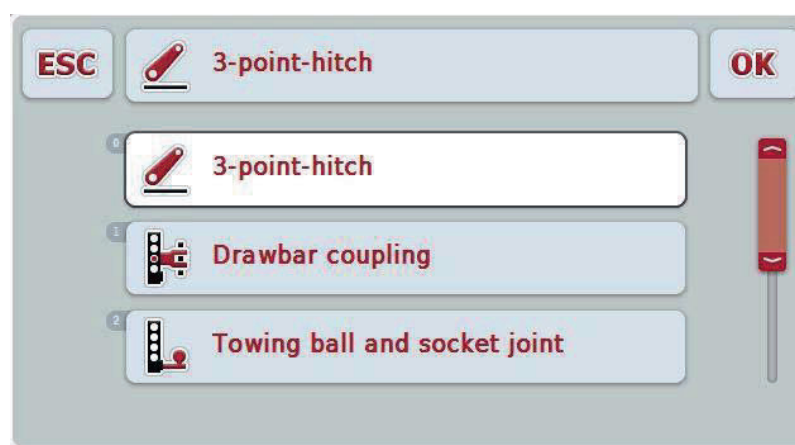 ESC
3-point-hitch
OK
0
3-point-hitch
1
Drawbar coupling
2
Towing ball and socket joint